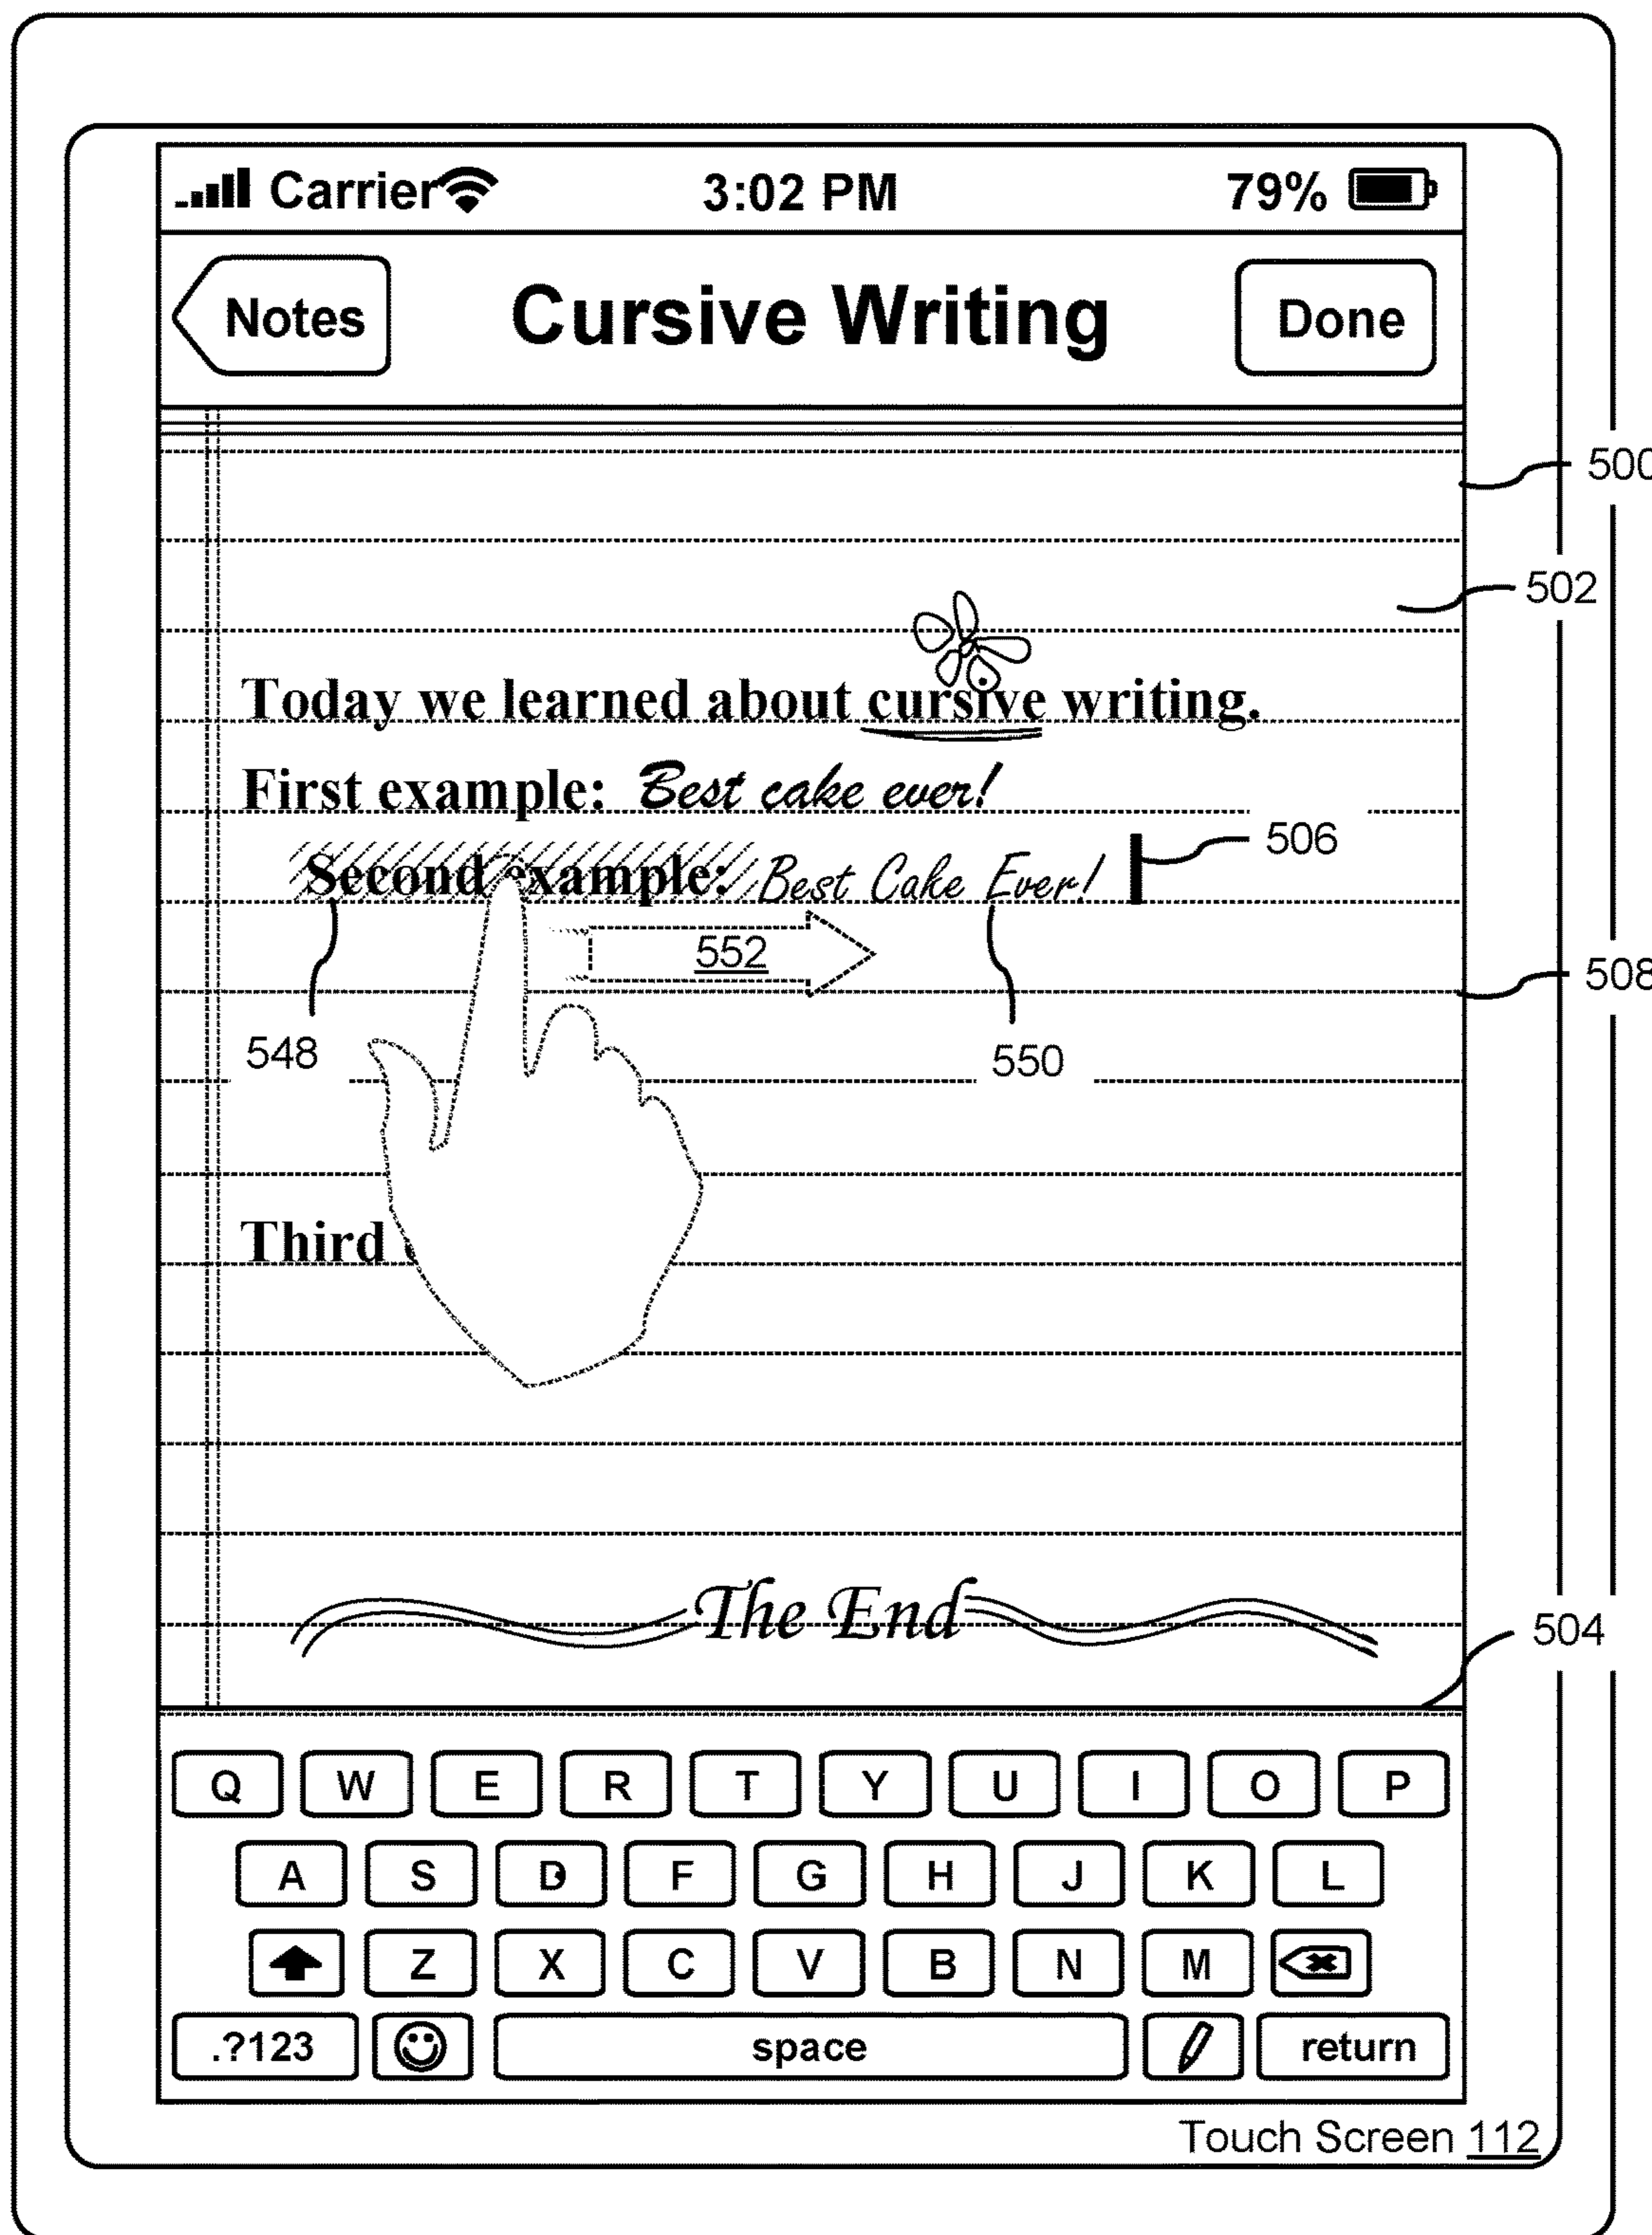 Carrier 3:02 PM 79%
Notes Cursive Writing Done
500
502
Today we learned about cursive writing.
First example: Best cake ever!
506
Second example: Best Cake Ever!
552
508
548 550
Third
The End
504
Q W E R T Y U I O P
A S D F G H J K L
Z X C V B N M
.?123 space return
Touch Screen 112